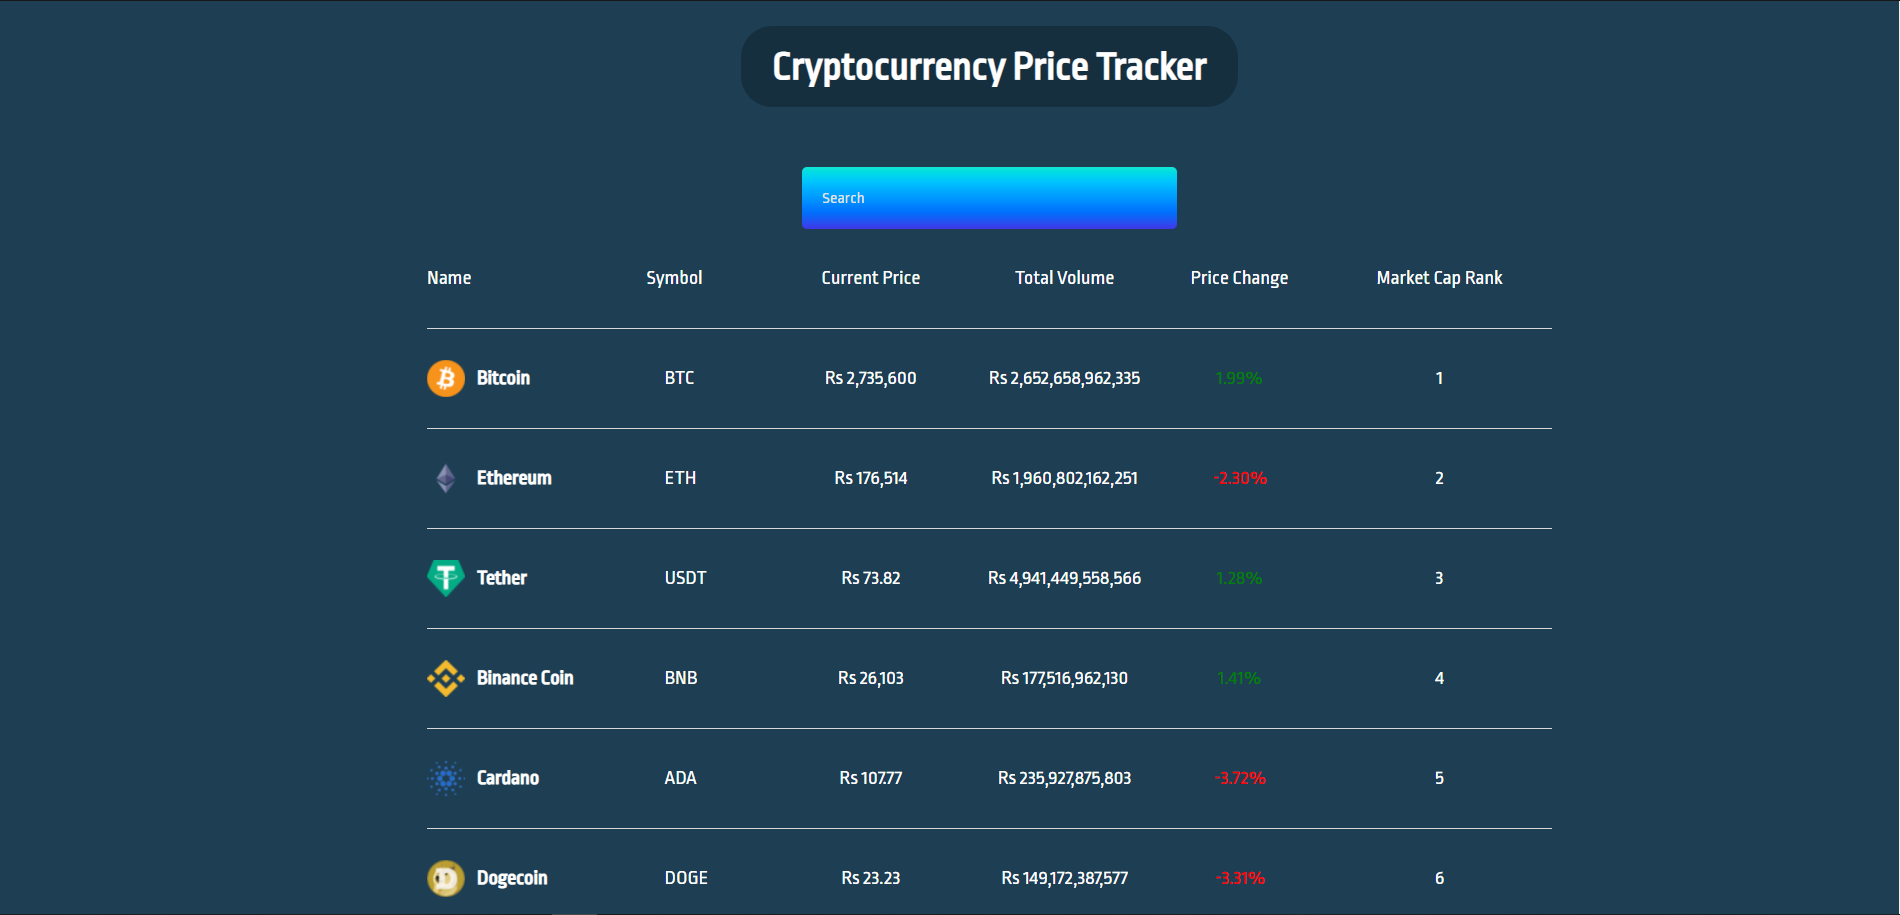 Cryptocurrency Price Tracker
Search
Name Symbol Current Price Total Volume Price Change Market Cap Rank
Bitcoin BTC Rs 2,735,600 Rs 2,652,658,962,335 1.99% 1
Ethereum ETH Rs 176,514 Rs 1,960,802,162,251 -2.30% 2
Tether USDT Rs 73.82 Rs 4,941,449,558,566 1.28% 3
Binance Coin BNB Rs 26,103 Rs 177,516,962,130 1.41% 4
Cardano ADA Rs 107.77 Rs 235,927,875,803 -3.72% 5
Dogecoin DOGE Rs 23.23 Rs 149,172,387,577 -3.31% 6